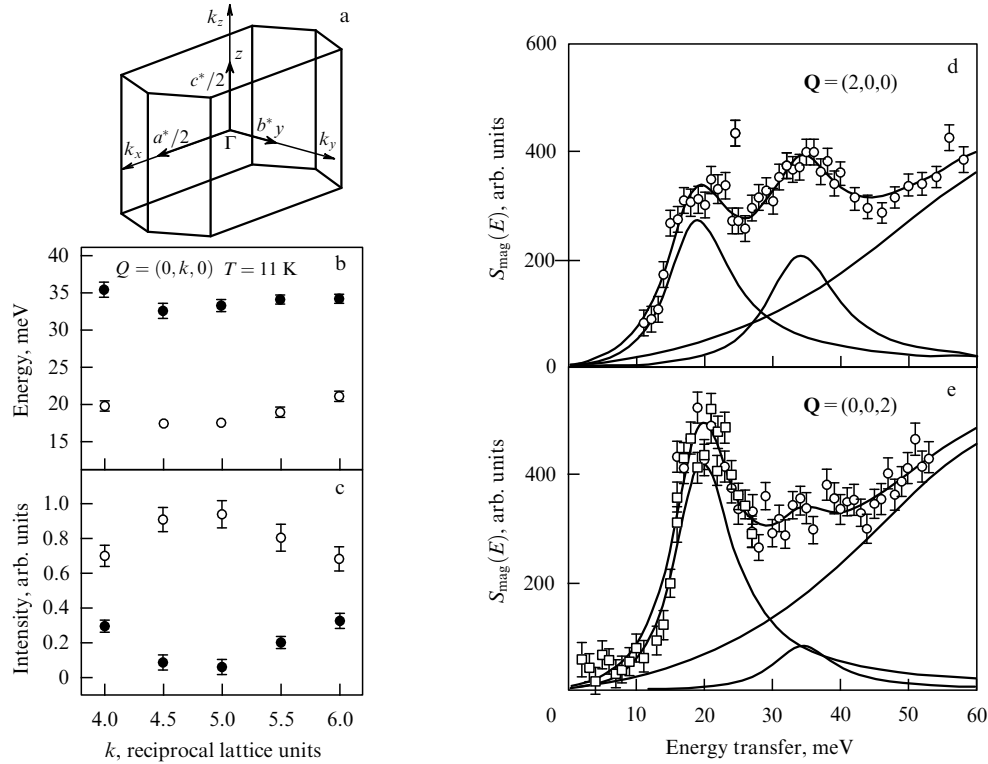 a
k_z
z
c*/2
a*/2
b* y
k_x
Γ
k_y
b
Q = (0, k, 0) T = 11 K
Energy, meV
40
35
30
25
20
15
c
Intensity, arb. units
1.0
0.8
0.6
0.4
0.2
0
4.0 4.5 5.0 5.5 6.0
k, reciprocal lattice units
d
Q = (2,0,0)
S_mag(E), arb. units
600
400
200
0
e
Q = (0,0,2)
S_mag(E), arb. units
400
200
0 10 20 30 40 50 60
Energy transfer, meV